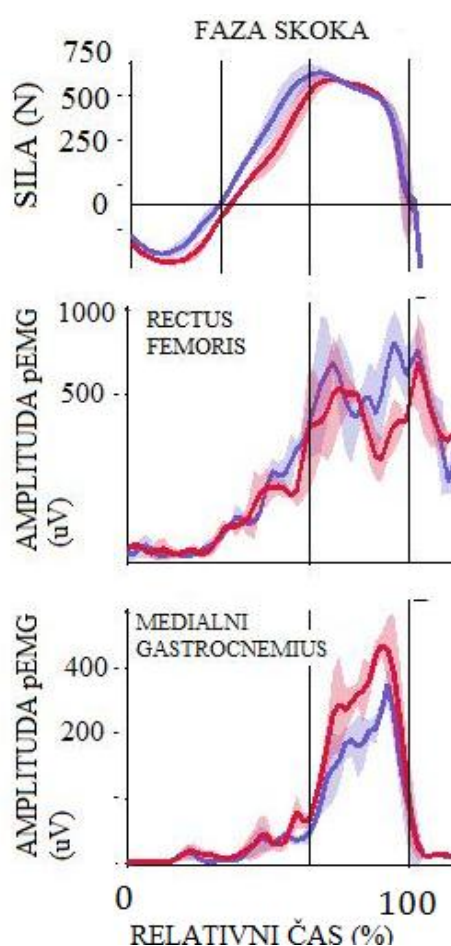 FAZA SKOKA
SILA (N)
750
500
250
0
AMPLITUDA pEMG
(uV)
1000
500
RECTUS
FEMORIS
AMPLITUDA pEMG
(uV)
400
200
MEDIALNI
GASTROCNEMIUS
0
100
RELATIVNI ČAS (%)